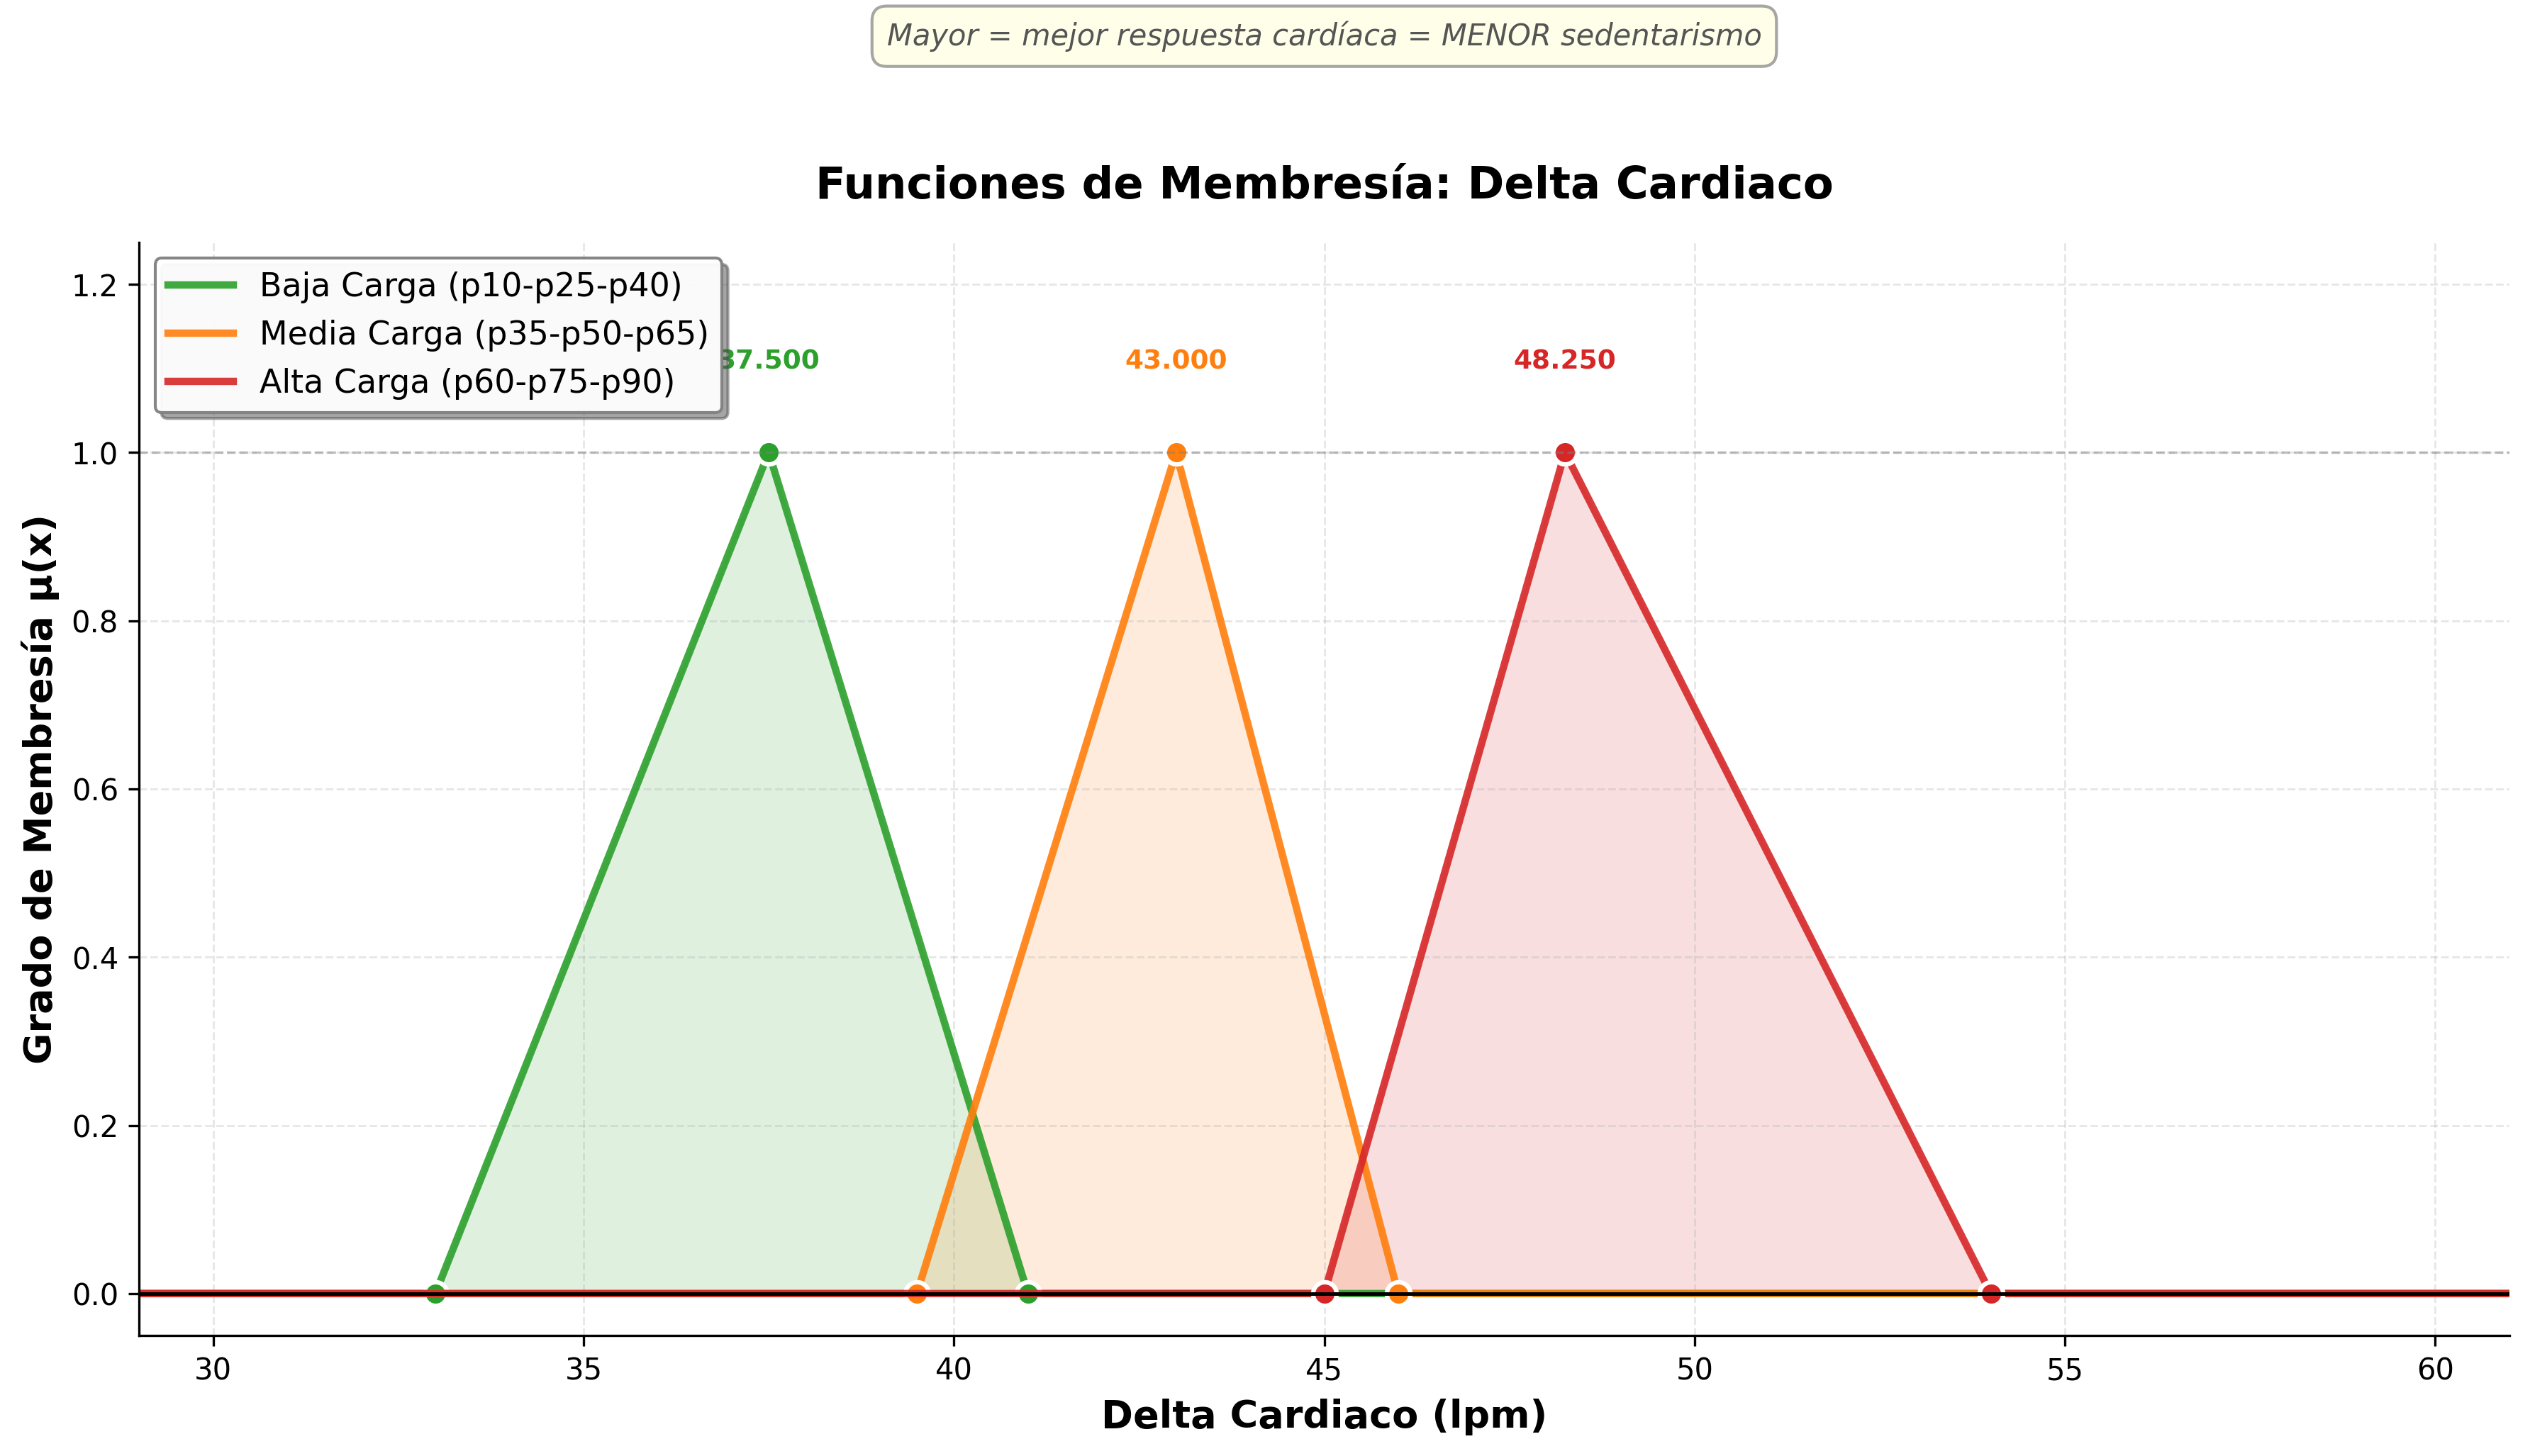 Mayor = mejor respuesta cardíaca = MENOR sedentarismo
Funciones de Membresía: Delta Cardiaco
Baja Carga (p10-p25-p40)
Media Carga (p35-p50-p65)
Alta Carga (p60-p75-p90)
37.500
43.000
48.250
Grado de Membresía μ(x)
1.2
1.0
0.8
0.6
0.4
0.2
0.0
30
35
40
45
50
55
60
Delta Cardiaco (lpm)